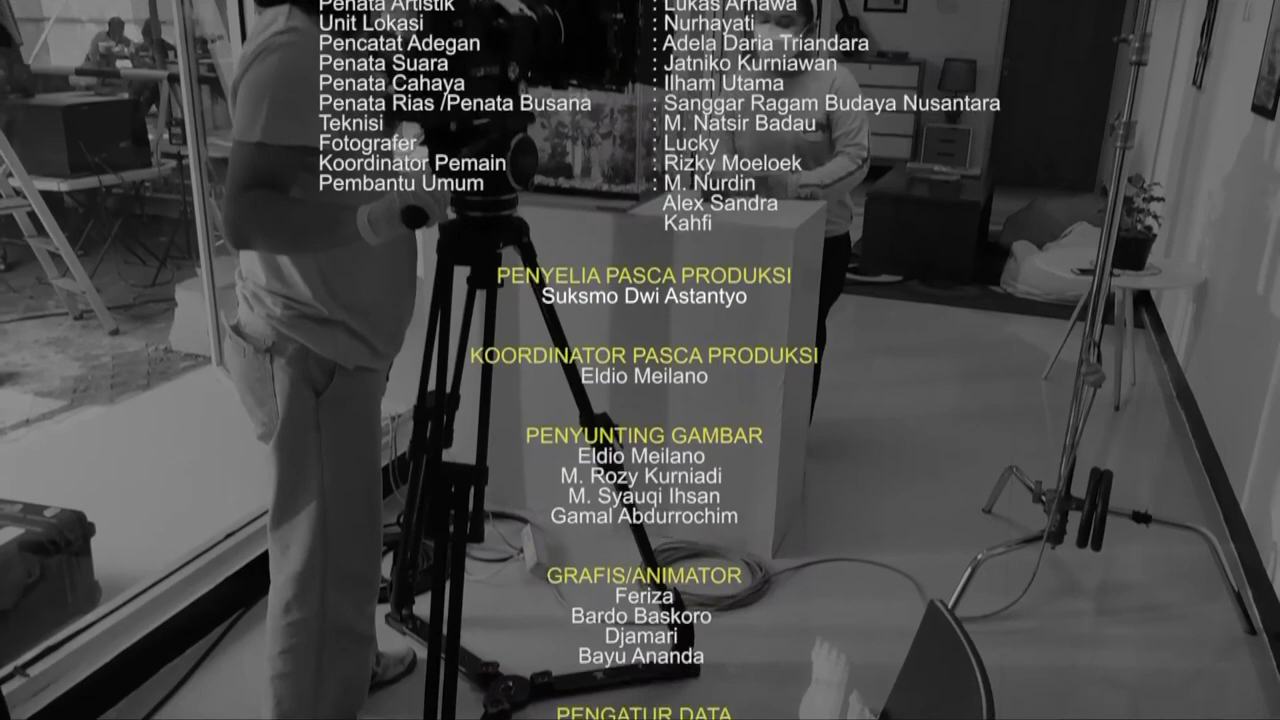 Penata Artistik : Lukas Arnawa
Unit Lokasi : Nurhayati
Pencatat Adegan : Adela Daria Triandara
Penata Suara : Jatniko Kurniawan
Penata Cahaya : Ilham Utama
Penata Rias /Penata Busana : Sanggar Ragam Budaya Nusantara
Teknisi : M. Natsir Badau
Fotografer : Lucky
Koordinator Pemain : Rizky Moeloek
Pembantu Umum : M. Nurdin
Alex Sandra
Kahfi
PENYELIA PASCA PRODUKSI
Suksmo Dwi Astantyo
KOORDINATOR PASCA PRODUKSI
Eldio Meilano
PENYUNTING GAMBAR
Eldio Meilano
M. Rozy Kurniadi
M. Syauqi Ihsan
Gamal Abdurrochim
GRAFIS/ANIMATOR
Feriza
Bardo Baskoro
Djamari
Bayu Ananda
PENGATUR DATA